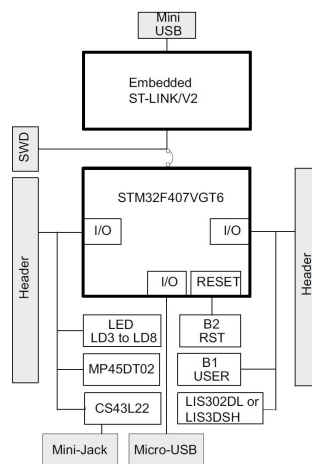 Mini
USB
Embedded
ST-LINK/V2
SWD
STM32F407VGT6
Header
I/O
I/O
Header
I/O
RESET
LED
LD3 to LD8
B2
RST
MP45DT02
B1
USER
CS43L22
LIS302DL or
LIS3DSH
Mini-Jack
Micro-USB